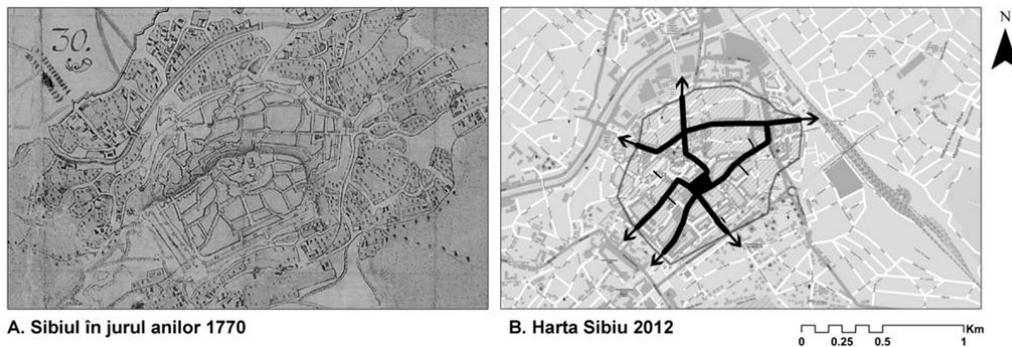 30.
N
A. Sibiul în jurul anilor 1770
B. Harta Sibiu 2012
Km
0 0.25 0.5 1